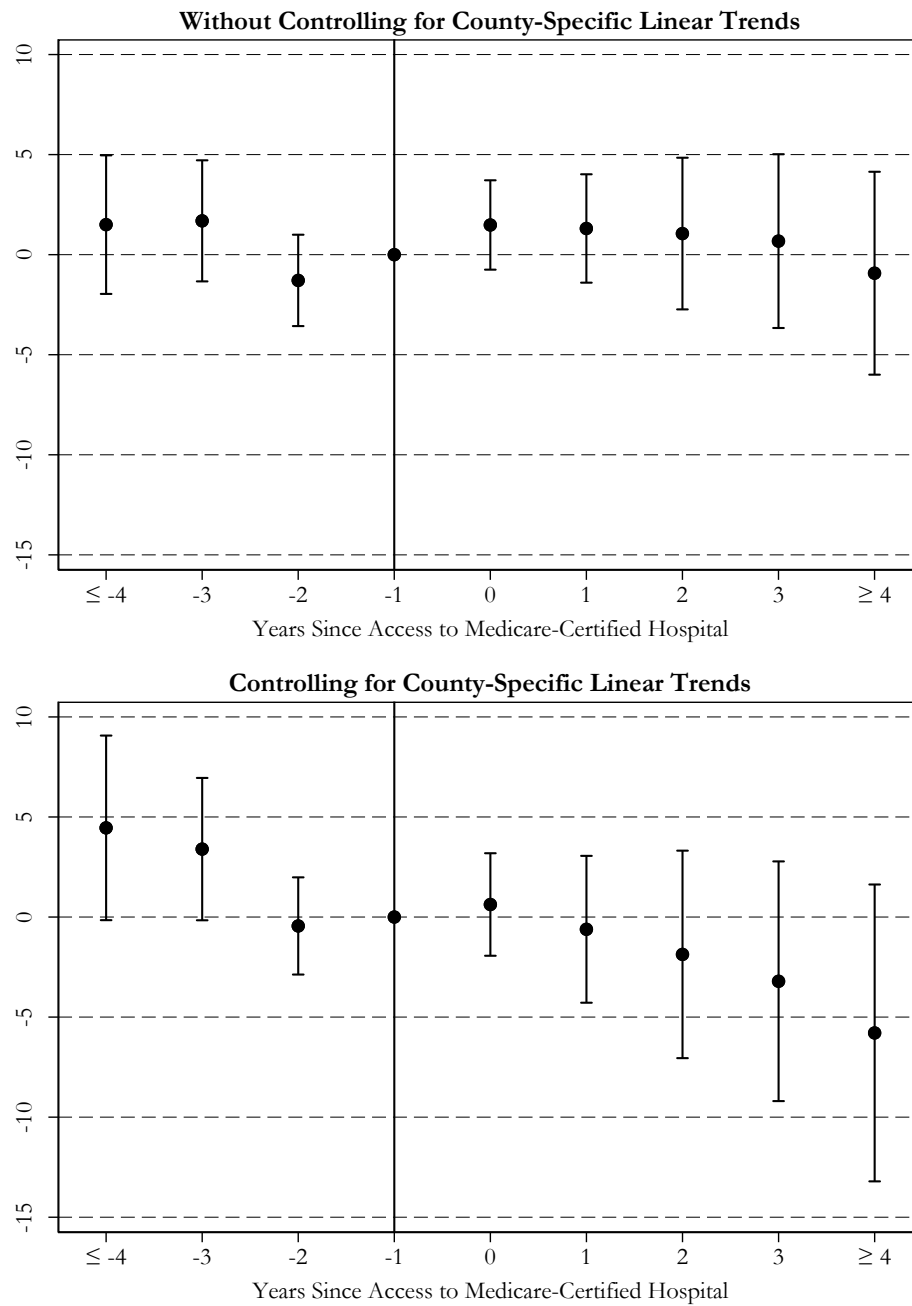 Without Controlling for County-Specific Linear Trends
10
5
0
-5
-10
-15
≤ -4 -3 -2 -1 0 1 2 3 ≥ 4
Years Since Access to Medicare-Certified Hospital
Controlling for County-Specific Linear Trends
10
5
0
-5
-10
-15
≤ -4 -3 -2 -1 0 1 2 3 ≥ 4
Years Since Access to Medicare-Certified Hospital